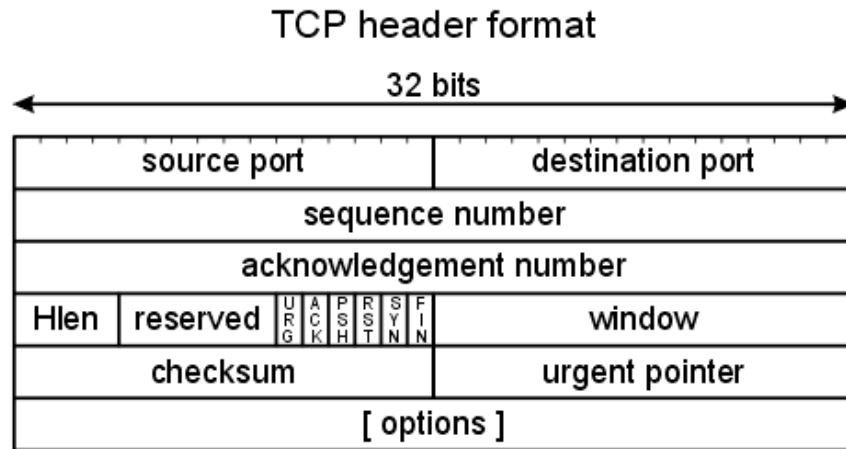 TCP header format
32 bits
source port destination port
sequence number
acknowledgement number
Hlen reserved URG ACK PSH RST SYN FIN window
checksum urgent pointer
[ options ]